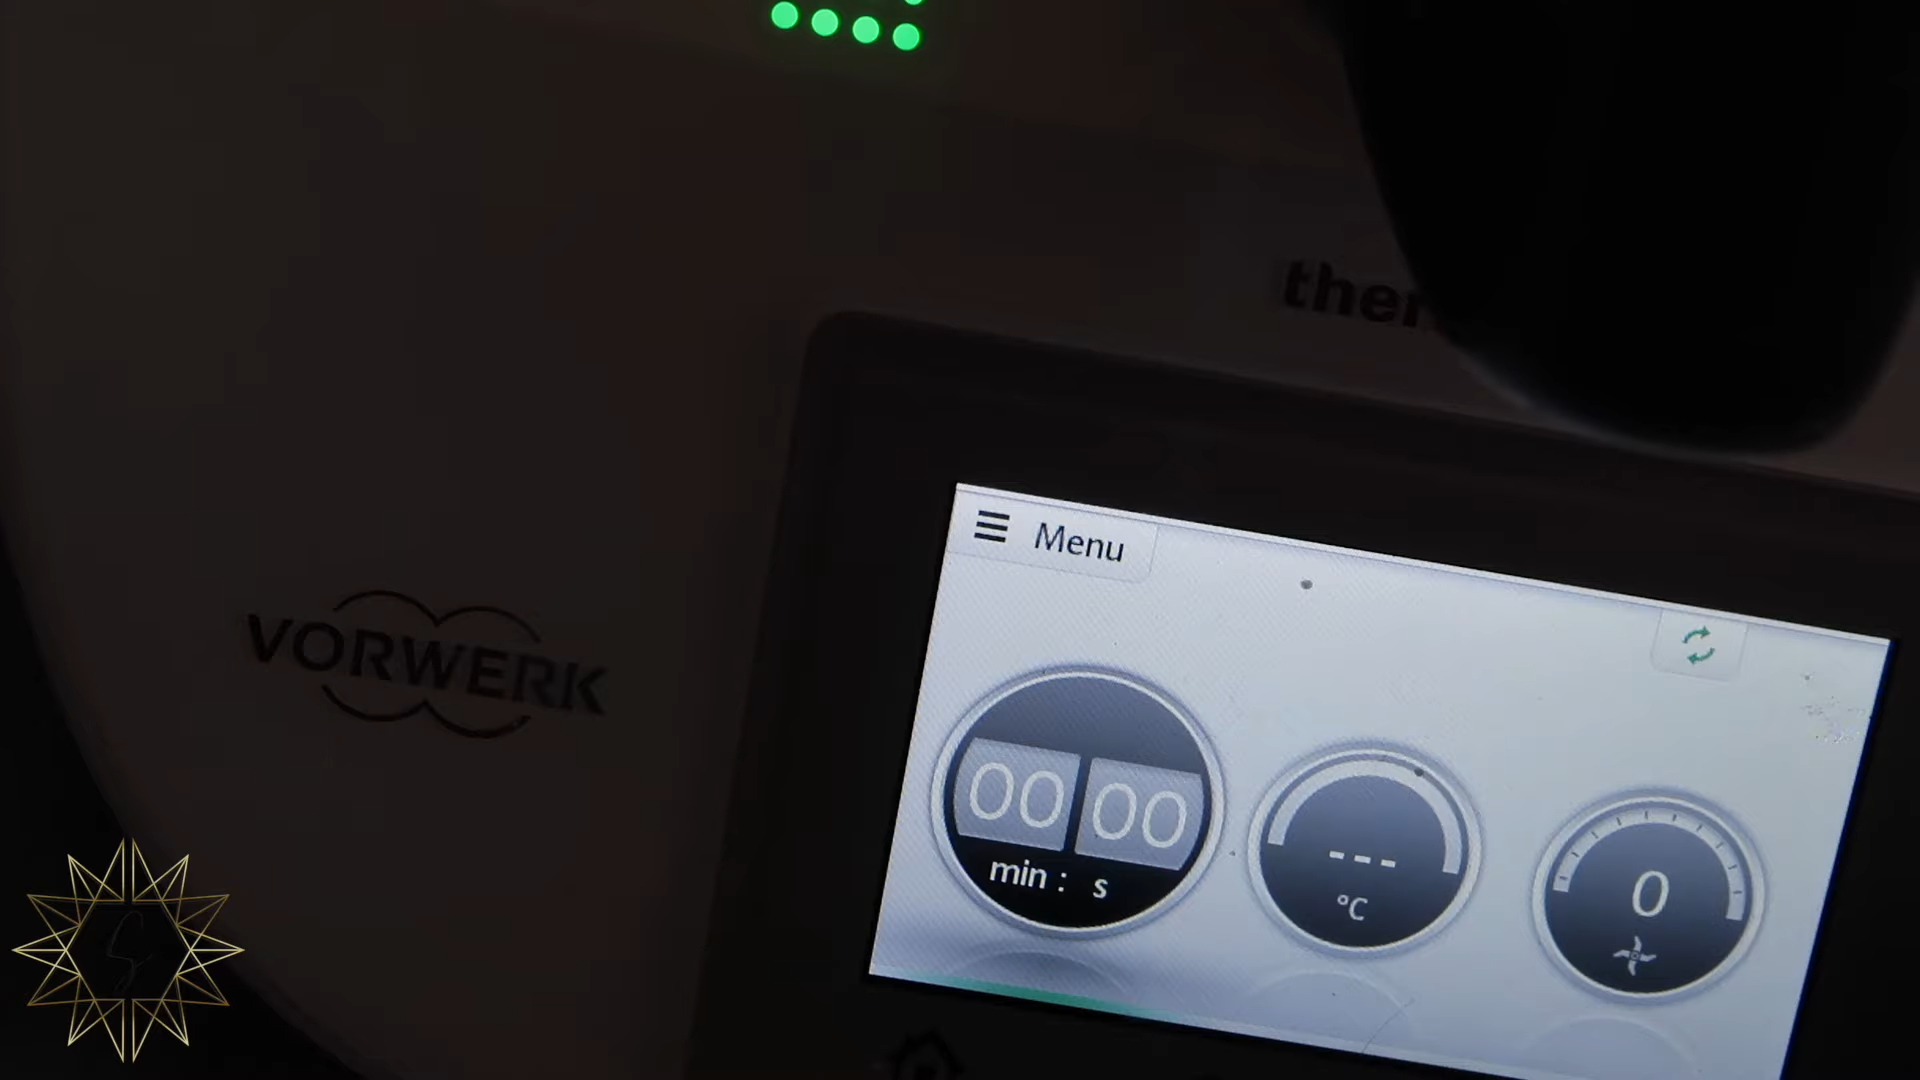 ther
Menu
VORWERK
00 00
min : s
---
°C
0
S